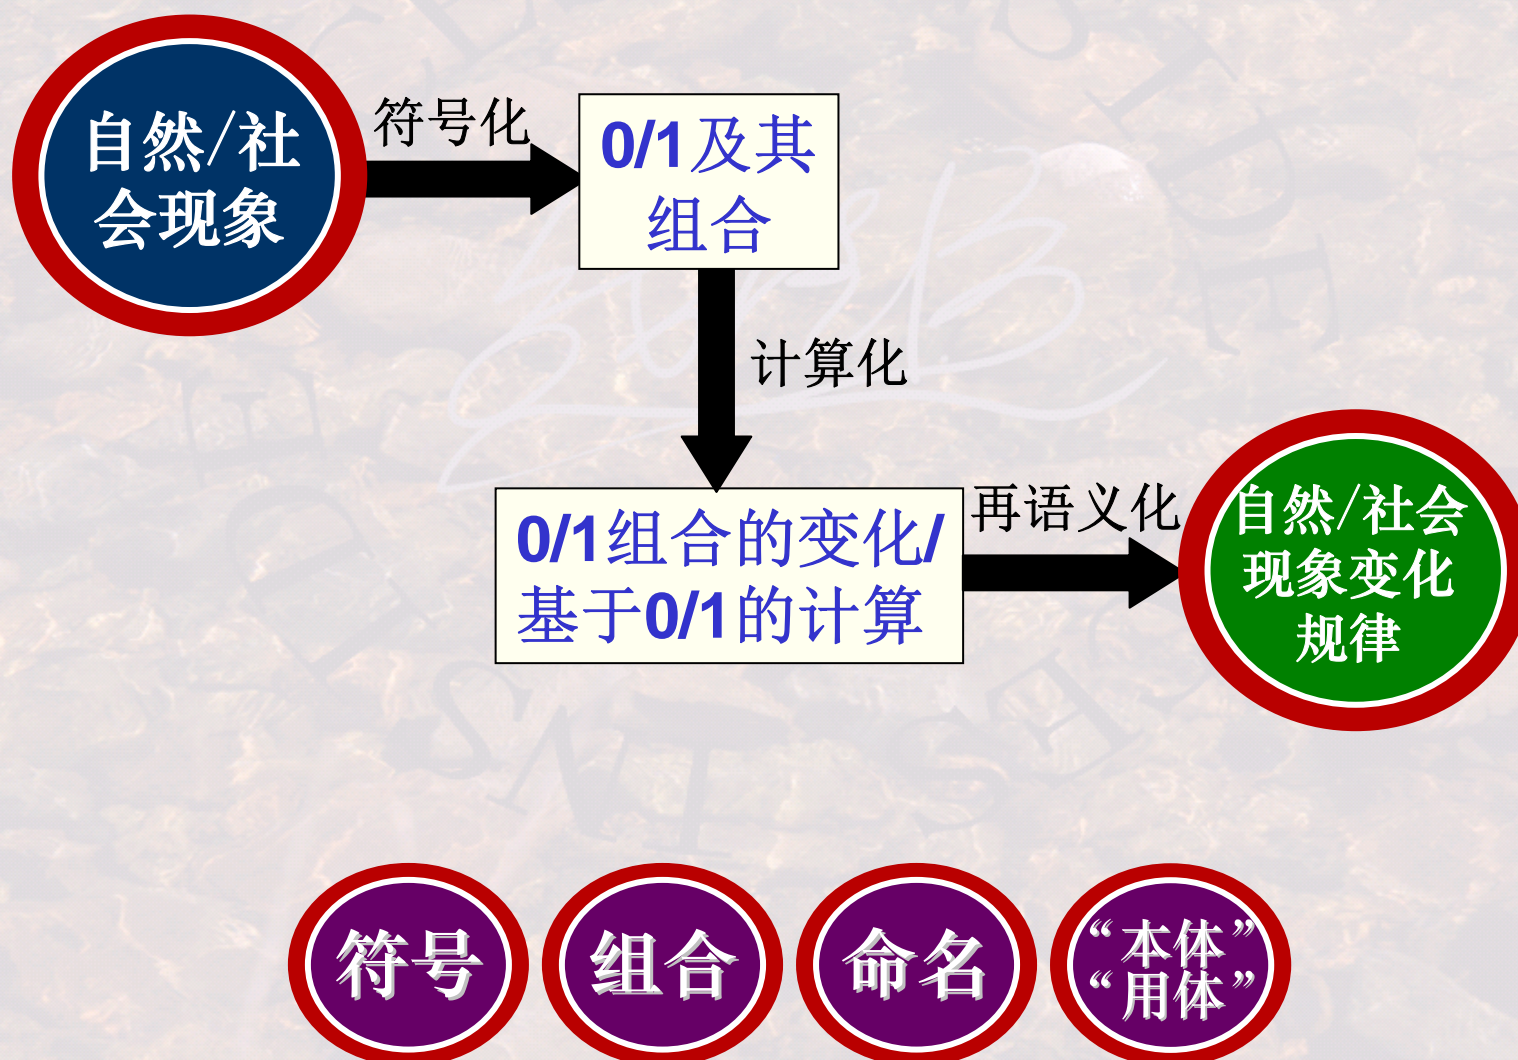 自然/社
会现象
符号化
0/1及其
组合
计算化
0/1组合的变化/
基于0/1的计算
再语义化
自然/社会
现象变化
规律
符号
组合
命名
“本体”
“用体”